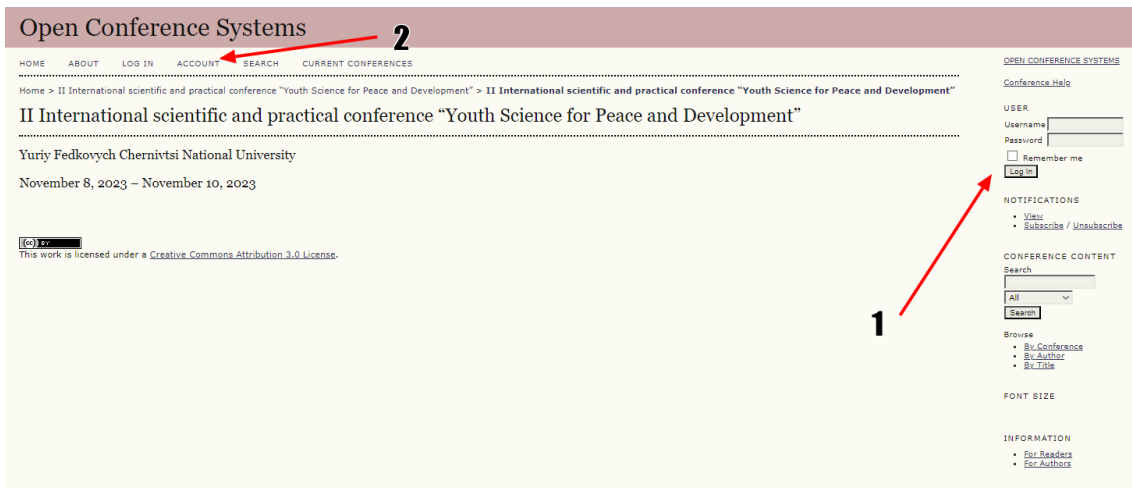 Open Conference Systems
2
HOME ABOUT LOG IN ACCOUNT SEARCH CURRENT CONFERENCES
Home > II International scientific and practical conference "Youth Science for Peace and Development" > II International scientific and practical conference "Youth Science for Peace and Development"
II International scientific and practical conference “Youth Science for Peace and Development”
Yuriy Fedkovych Chernivtsi National University
November 8, 2023 – November 10, 2023
(cc) BY
This work is licensed under a Creative Commons Attribution 3.0 License.
1
OPEN CONFERENCE SYSTEMS
Conference Help
USER
Username
Password
Remember me
Log In
NOTIFICATIONS
• View
• Subscribe / Unsubscribe
CONFERENCE CONTENT
Search
All
Search
Browse
• By Conference
• By Author
• By Title
FONT SIZE
INFORMATION
• For Readers
• For Authors